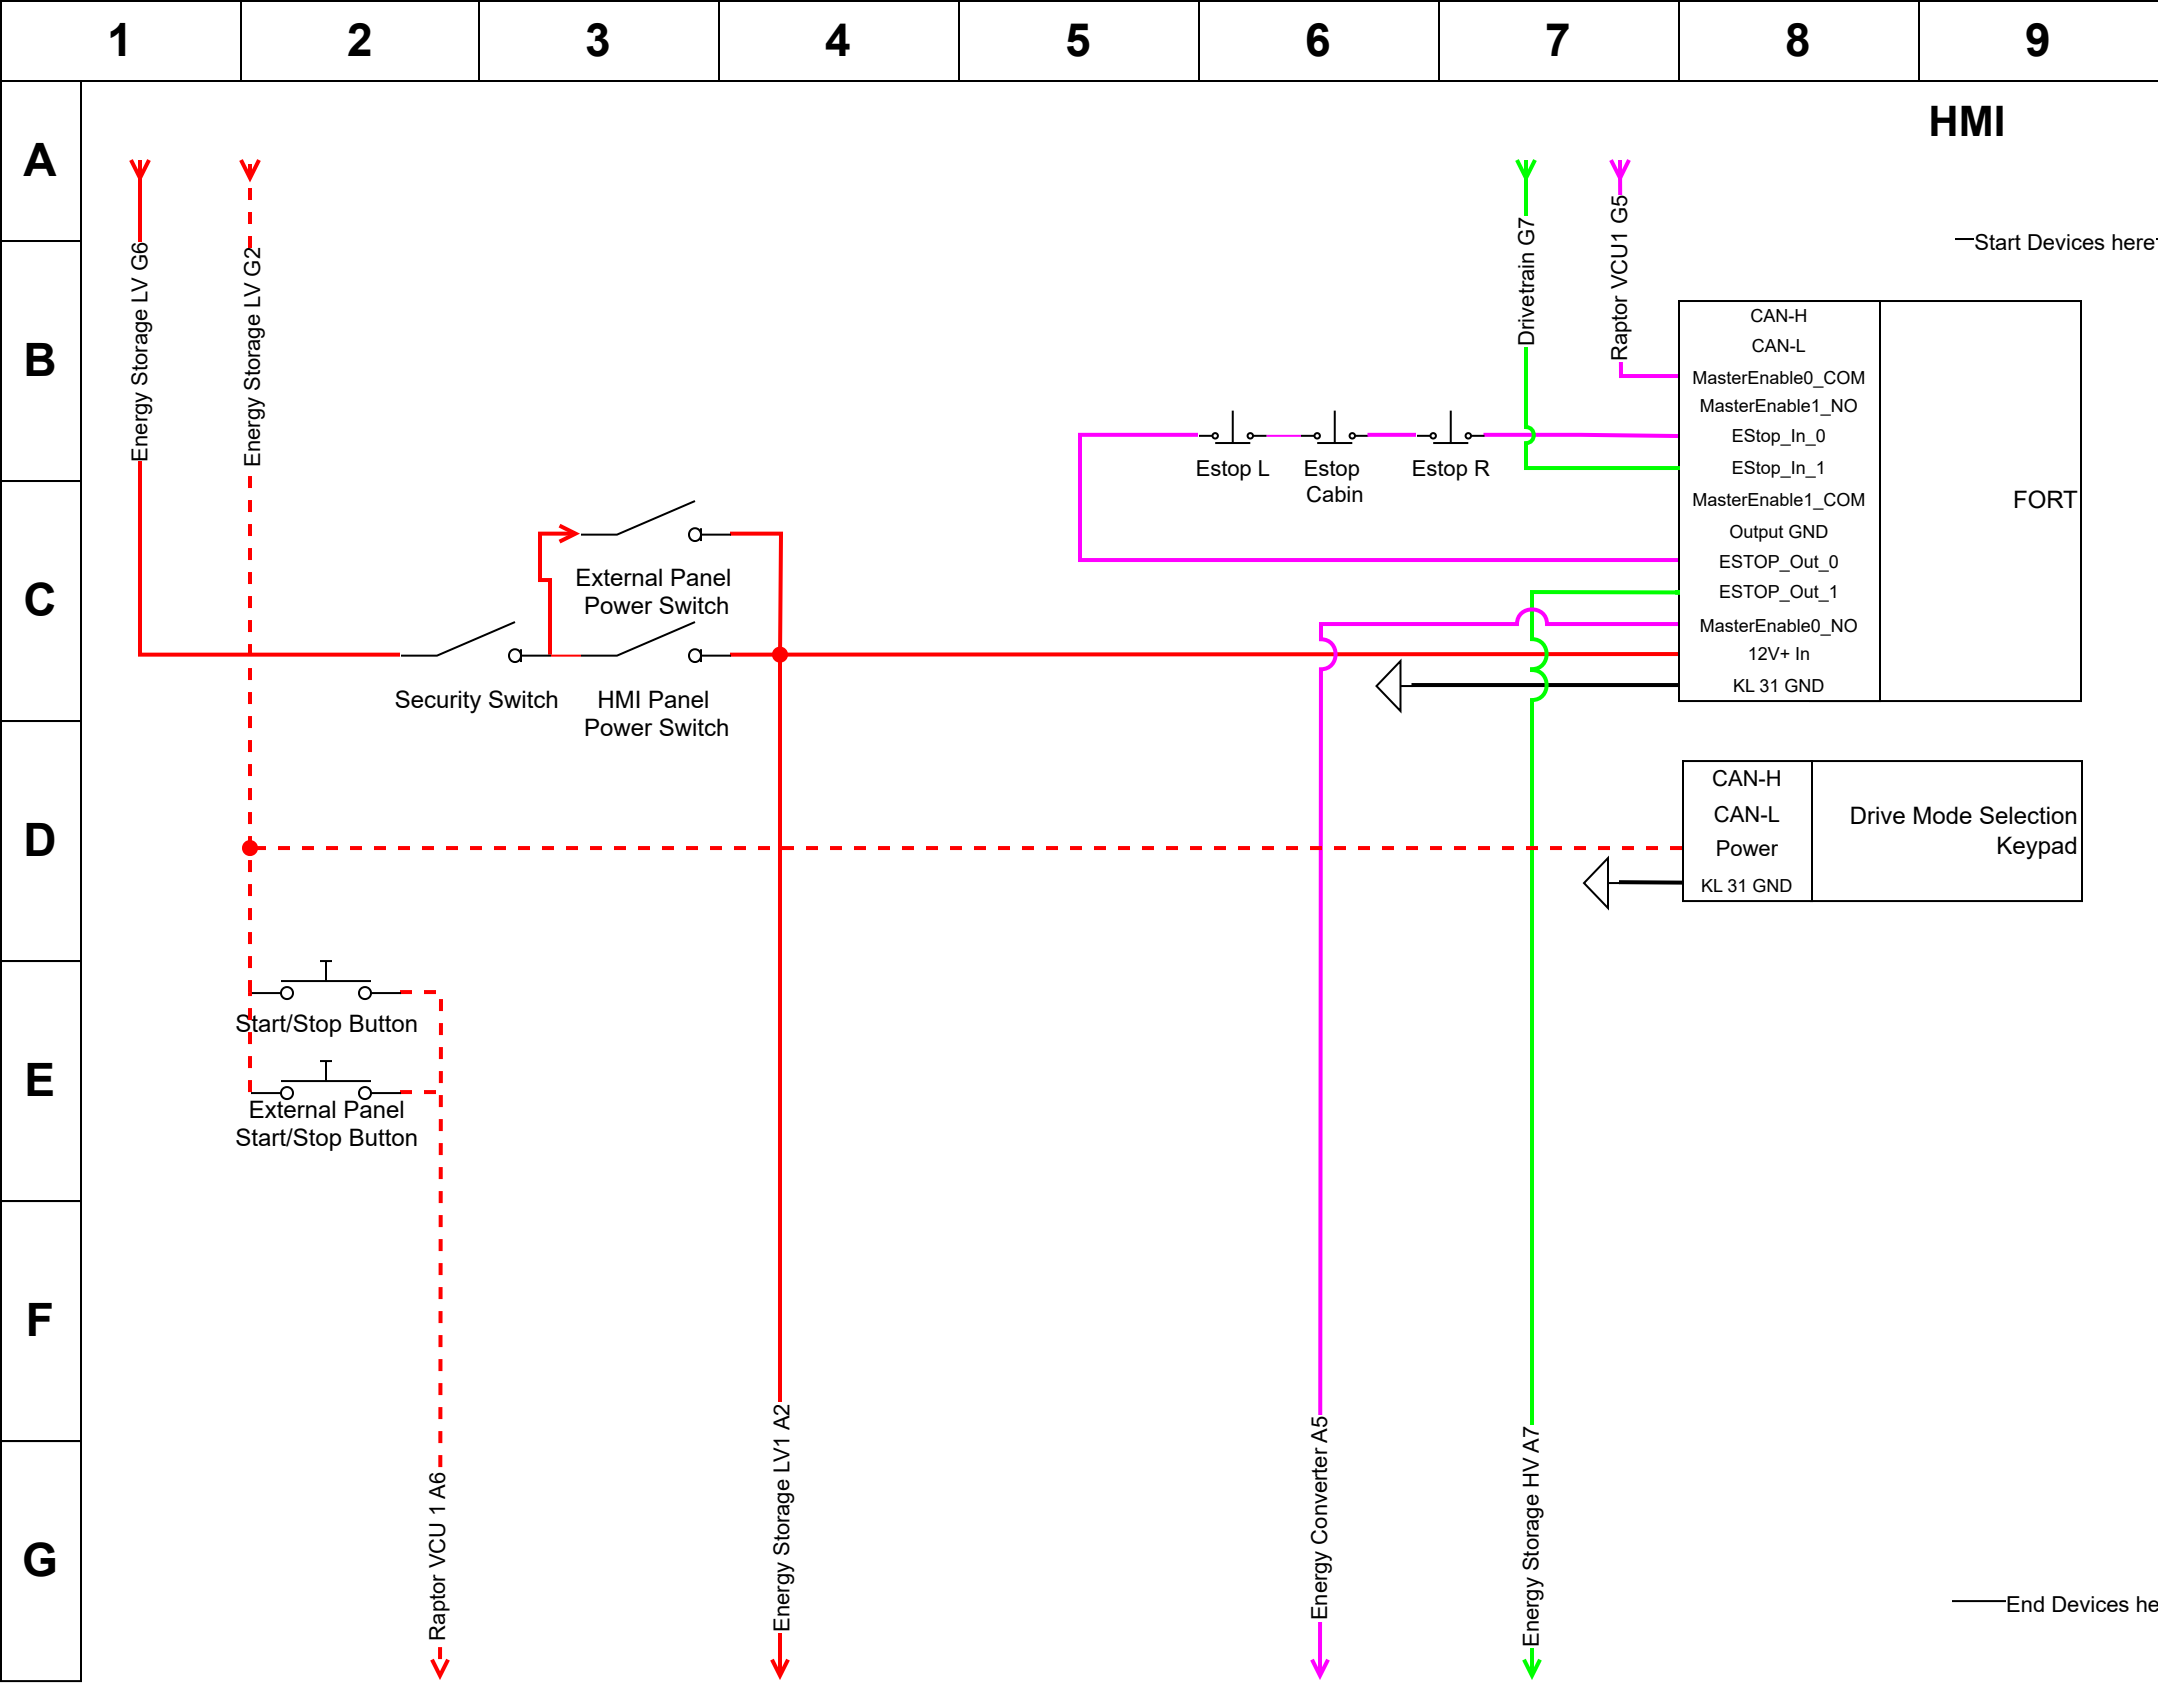 1
2
3
4
5
6
7
8
9
HMI
A
B
C
D
E
F
G
Start Devices here
Energy Storage LV G6
Energy Storage LV G2
Drivetrain G7
Raptor VCU1 G5
CAN-H
CAN-L
MasterEnable0_COM
MasterEnable1_NO
EStop_In_0
EStop_In_1
MasterEnable1_COM
Output GND
ESTOP_Out_0
ESTOP_Out_1
MasterEnable0_NO
12V+ In
KL 31 GND
FORT
Estop L
Estop
Cabin
Estop R
External Panel
Power Switch
Security Switch
HMI Panel
Power Switch
CAN-H
CAN-L
Power
KL 31 GND
Drive Mode Selection
Keypad
Start/Stop Button
External Panel
Start/Stop Button
Raptor VCU 1 A6
Energy Storage LV1 A2
Energy Converter A5
Energy Storage HV A7
End Devices he